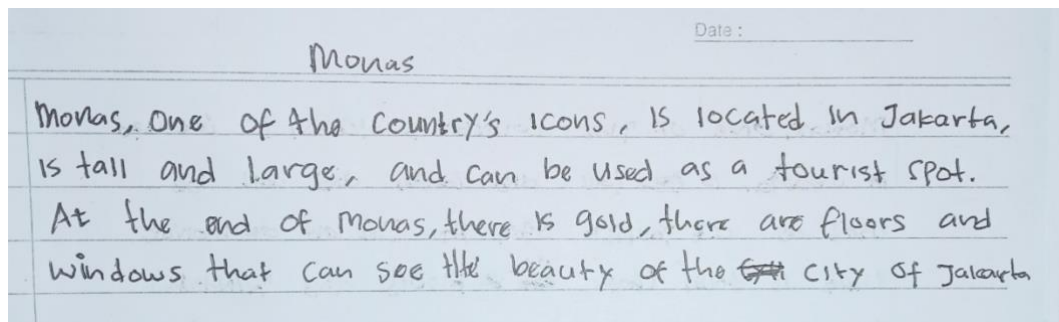 Date :
Monas
Monas, One of the Country's Icons, Is located In Jakarta,
Is tall and Large, and can be used as a tourist spot.
At the end of Monas, there Is gold, there are floors and
windows that can see the beauty of the City of Jakarta